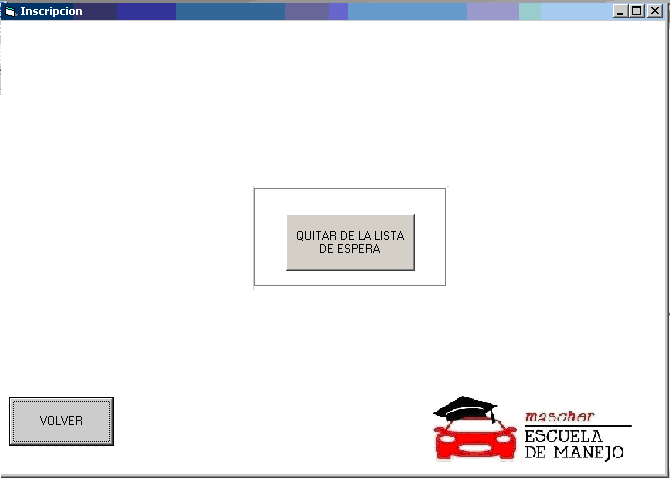 Inscripcion
QUITAR DE LA LISTA
DE ESPERA
VOLVER
mascher
ESCUELA
DE MANEJO